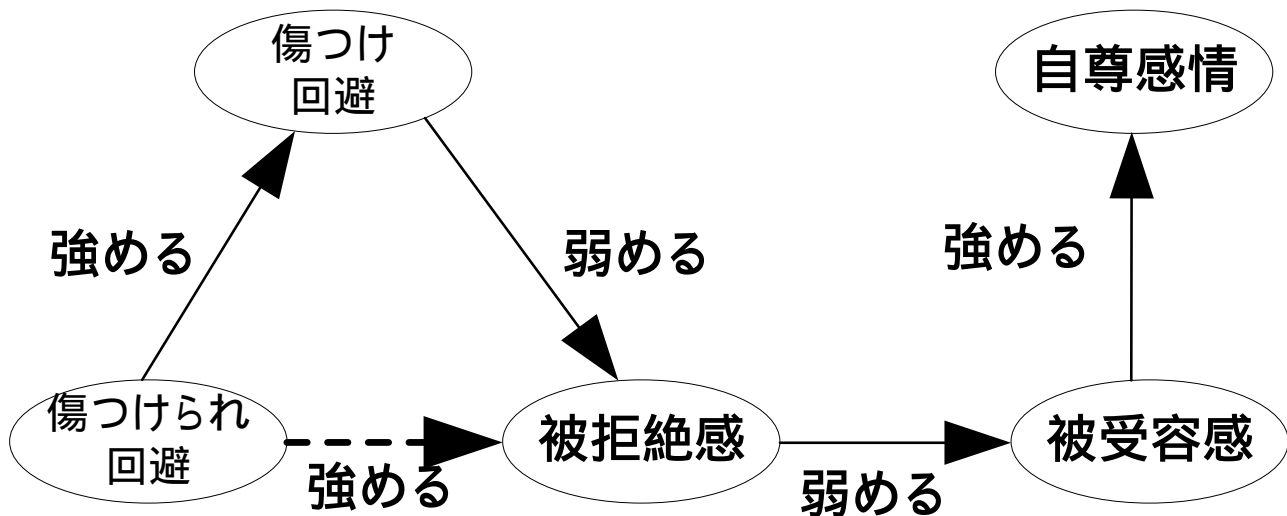 傷つけ
回避
自尊感情
強める
弱める
強める
傷つけられ
回避
強める
被拒絶感
弱める
被受容感